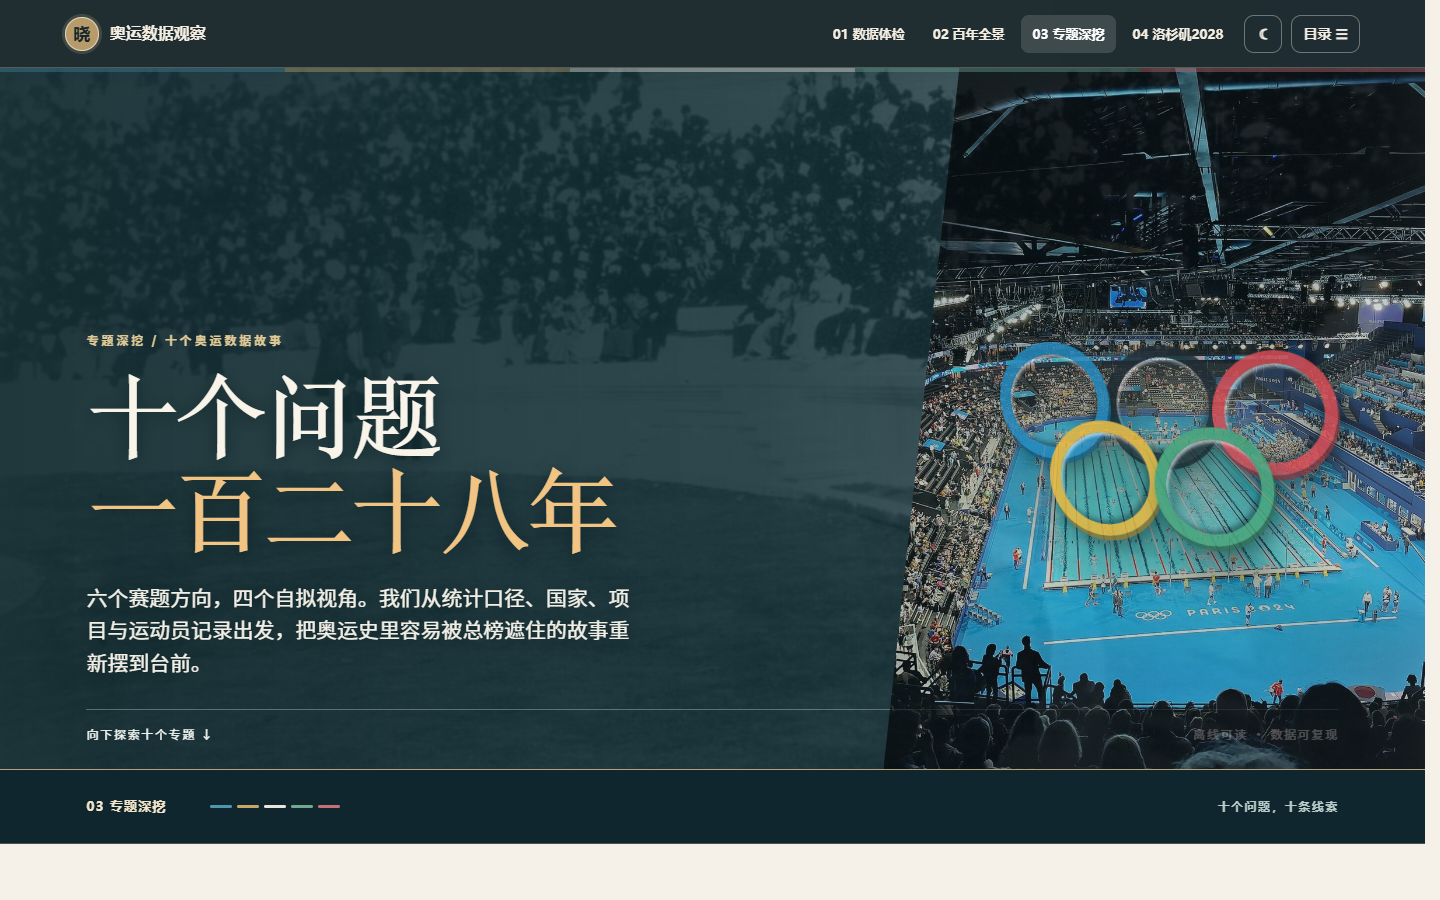 晓 奥运数据观察
01 数据体检 02 百年全景 03 专题深挖 04 洛杉矶2028 目录 ☰
专题深挖 / 十个奥运数据故事
十个问题
一百二十八年
六个赛题方向，四个自拟视角。我们从统计口径、国家、项
目与运动员记录出发，把奥运史里容易被总榜遮住的故事重
新摆到台前。
PARIS 2024
向下探索十个专题 ↓
离线可读 · 数据可复现
03 专题深挖
十个问题，十条线索